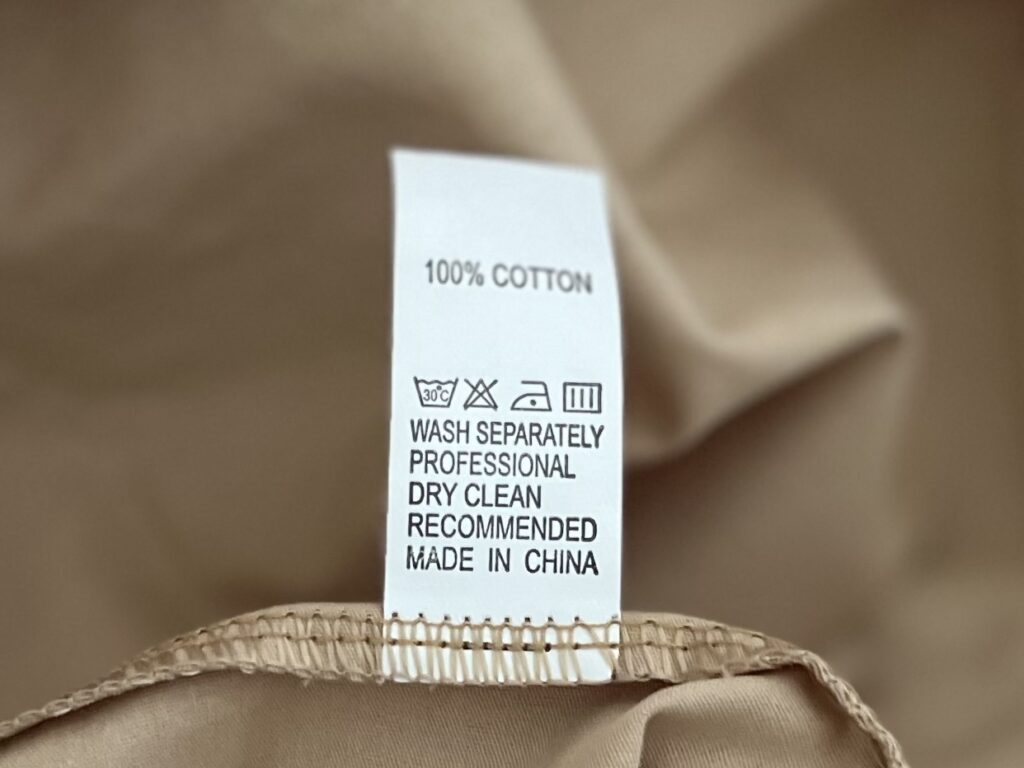 100% COTTON
30°C
WASH SEPARATELY
PROFESSIONAL
DRY CLEAN
RECOMMENDED
MADE IN CHINA